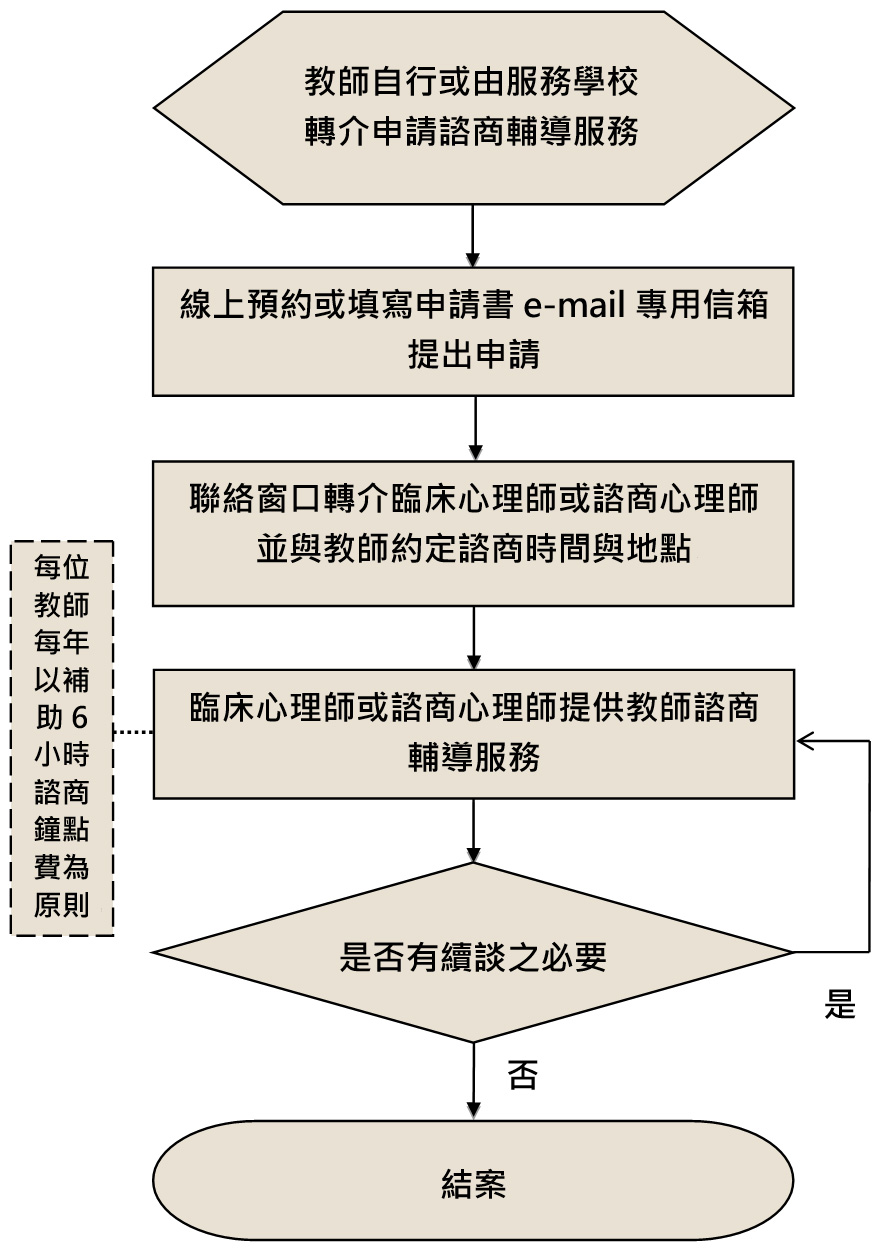 教師自行或由服務學校
轉介申請諮商輔導服務
線上預約或填寫申請書 e-mail 專用信箱
提出申請
聯絡窗口轉介臨床心理師或諮商心理師
並與教師約定諮商時間與地點
每位
教師
每年
以補
助 6
小時
諮商
鐘點
費為
原則
臨床心理師或諮商心理師提供教師諮商
輔導服務
是否有續談之必要
是
否
結案